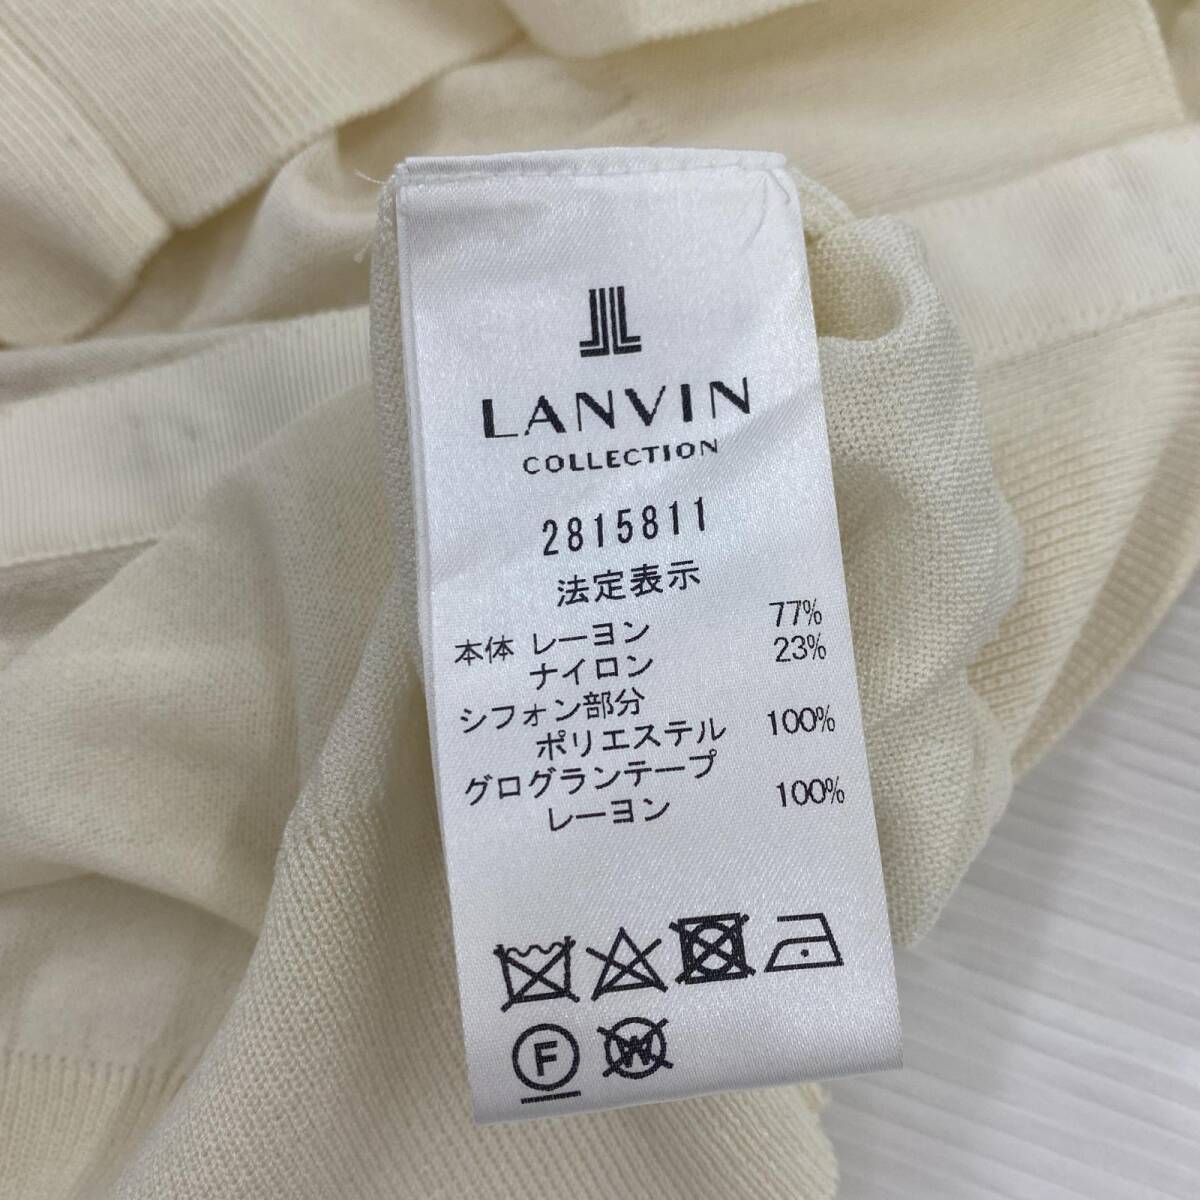 LANVIN
COLLECTION
2815811
法定表示
本体 レーヨン 77%
ナイロン 23%
シフォン部分
ポリエステル 100%
グログランテープ
レーヨン 100%
F W